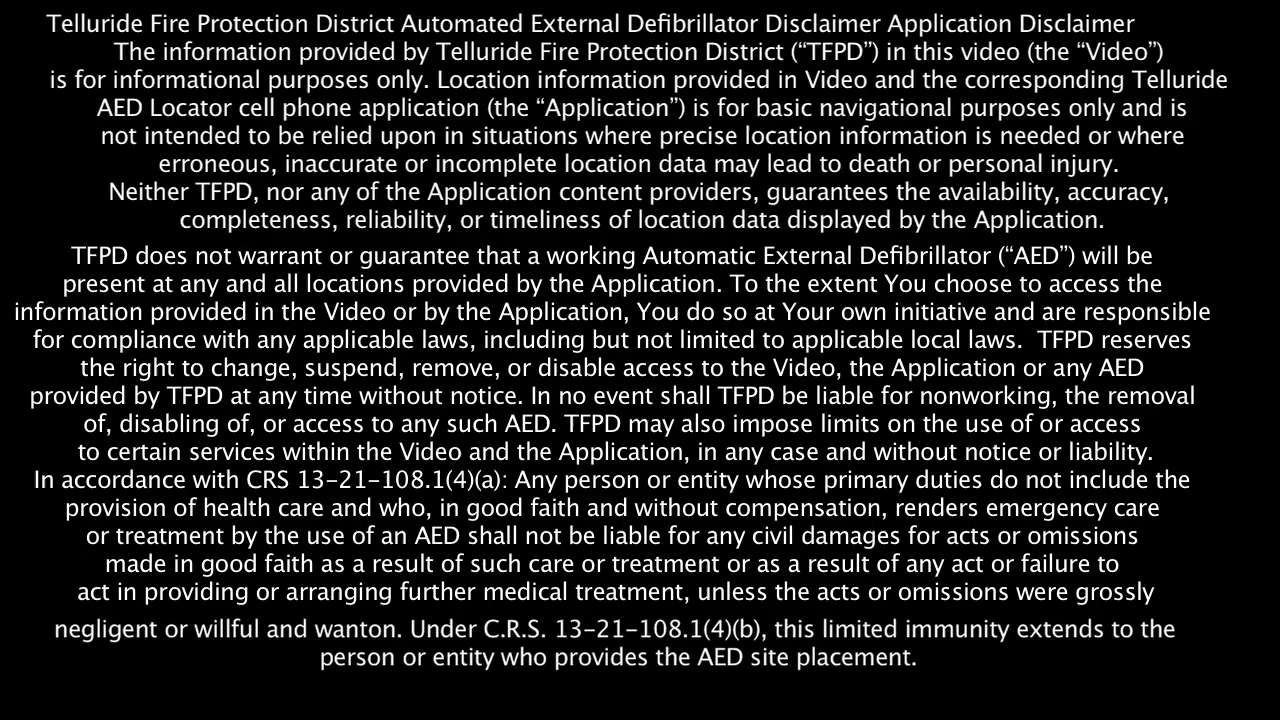 Telluride Fire Protection District Automated External Defibrillator Disclaimer Application Disclaimer
The information provided by Telluride Fire Protection District (“TFPD”) in this video (the “Video”)
is for informational purposes only. Location information provided in Video and the corresponding Telluride
AED Locator cell phone application (the “Application”) is for basic navigational purposes only and is
not intended to be relied upon in situations where precise location information is needed or where
erroneous, inaccurate or incomplete location data may lead to death or personal injury.
Neither TFPD, nor any of the Application content providers, guarantees the availability, accuracy,
completeness, reliability, or timeliness of location data displayed by the Application.
TFPD does not warrant or guarantee that a working Automatic External Defibrillator (“AED”) will be
present at any and all locations provided by the Application. To the extent You choose to access the
information provided in the Video or by the Application, You do so at Your own initiative and are responsible
for compliance with any applicable laws, including but not limited to applicable local laws.  TFPD reserves
the right to change, suspend, remove, or disable access to the Video, the Application or any AED
provided by TFPD at any time without notice. In no event shall TFPD be liable for nonworking, the removal
of, disabling of, or access to any such AED. TFPD may also impose limits on the use of or access
to certain services within the Video and the Application, in any case and without notice or liability.
In accordance with CRS 13–21–108.1(4)(a): Any person or entity whose primary duties do not include the
provision of health care and who, in good faith and without compensation, renders emergency care
or treatment by the use of an AED shall not be liable for any civil damages for acts or omissions
made in good faith as a result of such care or treatment or as a result of any act or failure to
act in providing or arranging further medical treatment, unless the acts or omissions were grossly
negligent or willful and wanton. Under C.R.S. 13–21–108.1(4)(b), this limited immunity extends to the
person or entity who provides the AED site placement.